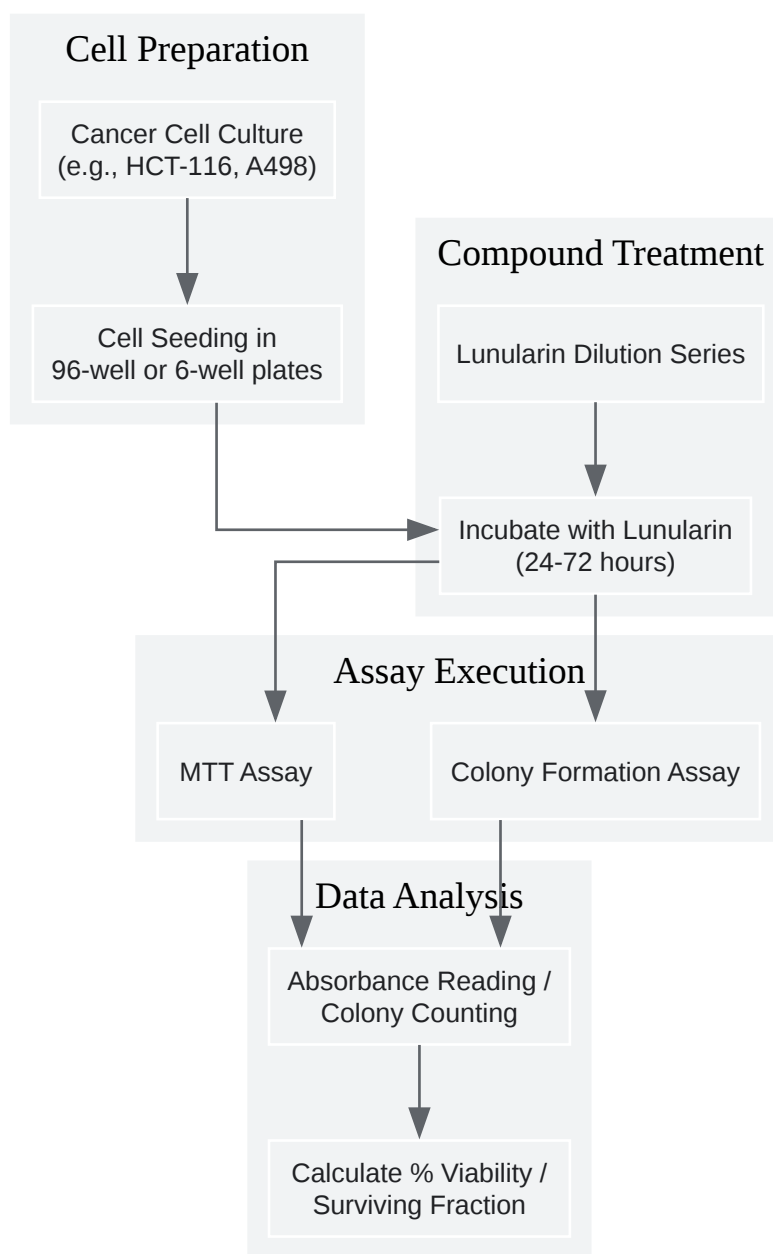 Cell Preparation
Cancer Cell Culture
(e.g., HCT-116, A498)
Cell Seeding in
96-well or 6-well plates
Compound Treatment
Lunularin Dilution Series
Incubate with Lunularin
(24-72 hours)
Assay Execution
MTT Assay
Colony Formation Assay
Data Analysis
Absorbance Reading /
Colony Counting
Calculate % Viability /
Surviving Fraction